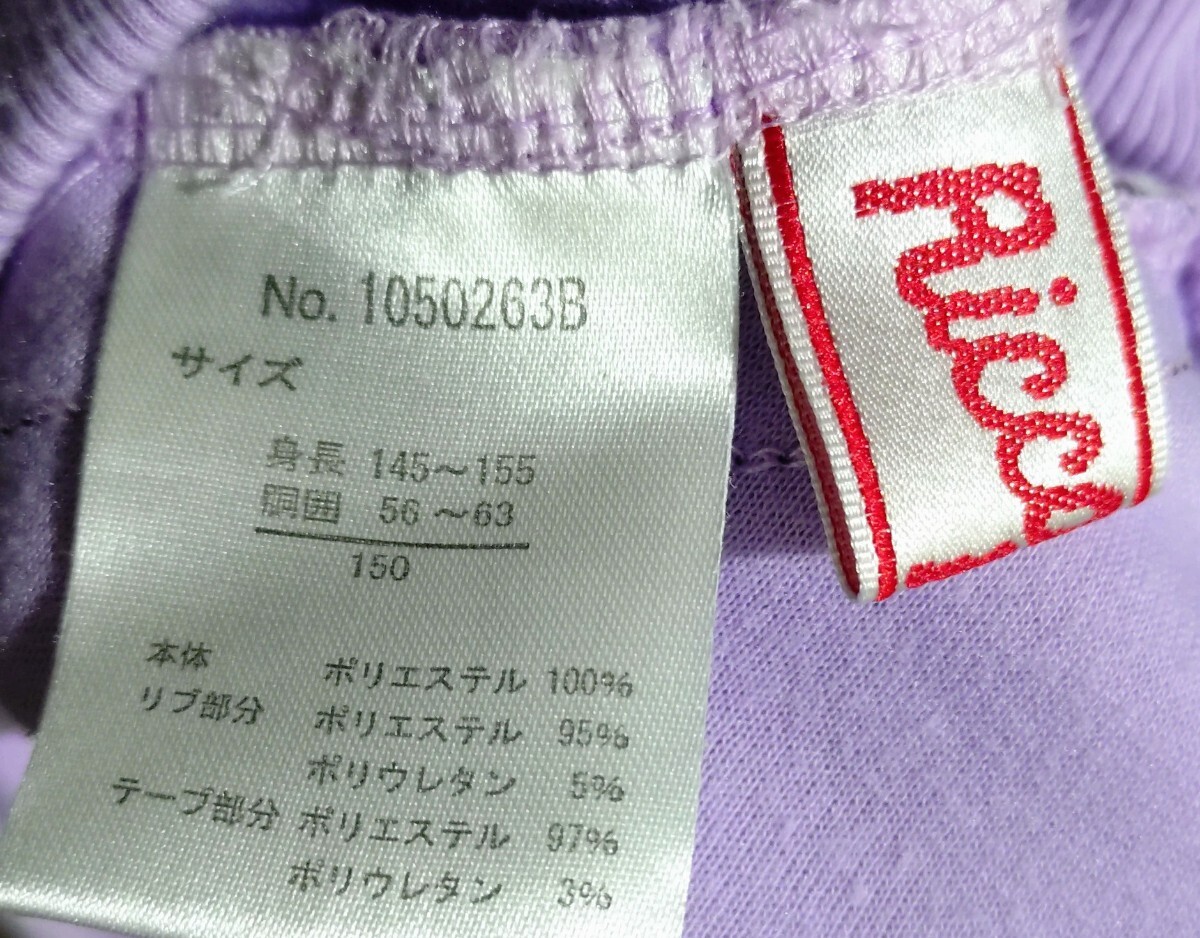 No. 1050263B
サイズ
身長 145～155
胴囲 56 ～63
150
本体 ポリエステル 100%
リブ部分 ポリエステル 95%
ポリウレタン 5%
テープ部分 ポリエステル 97%
ポリウレタン 3%